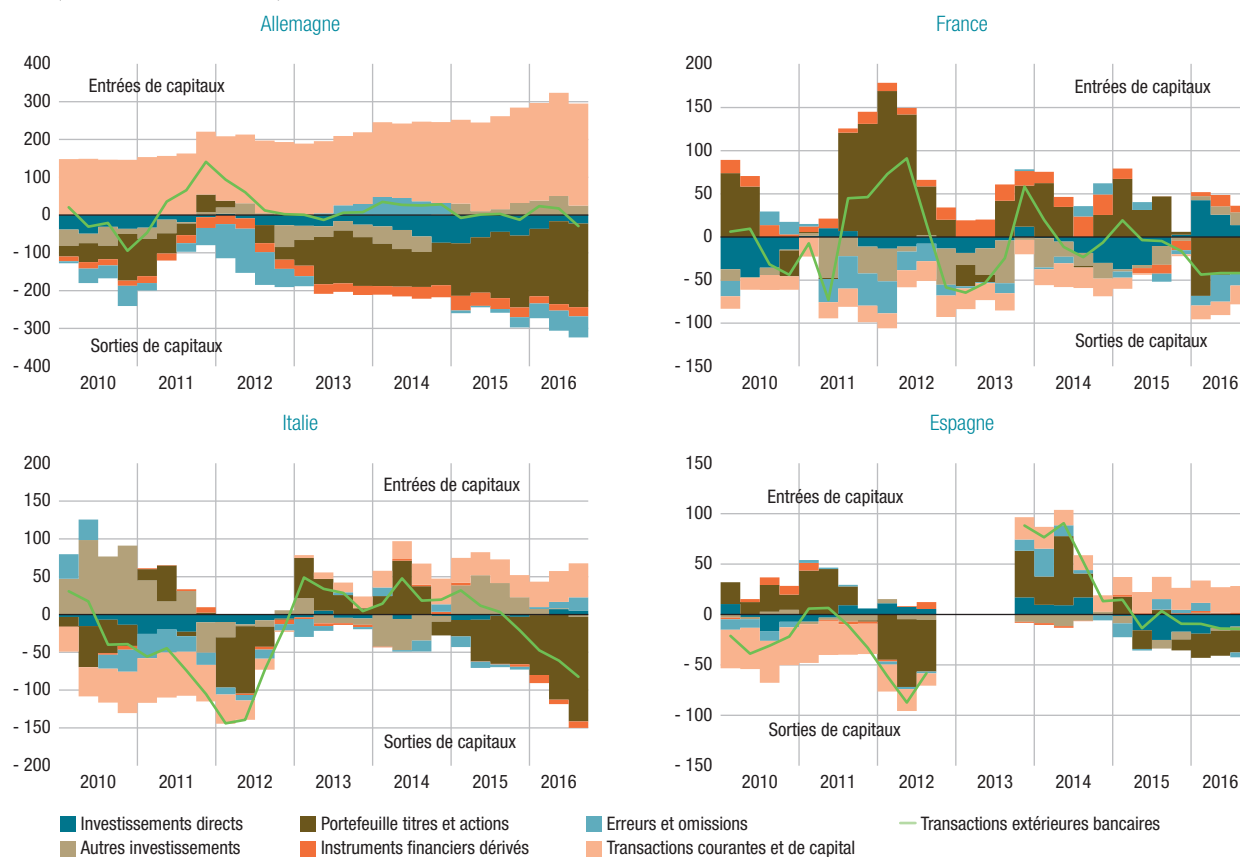 Allemagne
400
300
200
100
0
- 100
- 200
- 300
- 400
Entrées de capitaux
Sorties de capitaux
2010 2011 2012 2013 2014 2015 2016
France
200
150
100
50
0
- 50
- 100
- 150
Entrées de capitaux
Sorties de capitaux
2010 2011 2012 2013 2014 2015 2016
Italie
200
150
100
50
0
- 50
- 100
- 150
- 200
Entrées de capitaux
Sorties de capitaux
2010 2011 2012 2013 2014 2015 2016
Espagne
150
100
50
0
- 50
- 100
- 150
Entrées de capitaux
Sorties de capitaux
2010 2011 2012 2013 2014 2015 2016
Investissements directs
Portefeuille titres et actions
Erreurs et omissions
Transactions extérieures bancaires
Autres investissements
Instruments financiers dérivés
Transactions courantes et de capital